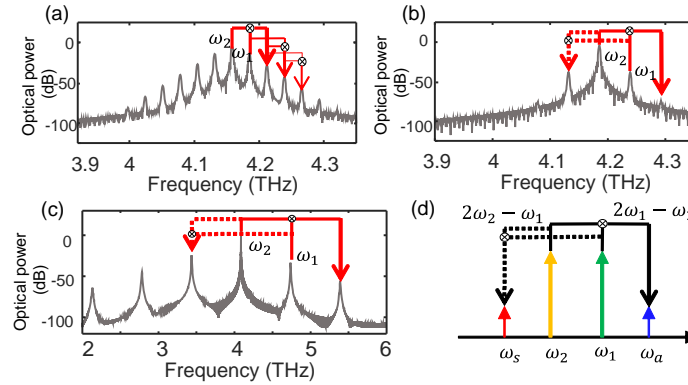 (a)
Optical power
(dB)
0
-50
-100
ω₂
ω₁
3.9 4 4.1 4.2 4.3
Frequency (THz)
(b)
Optical power
(dB)
0
-50
-100
ω₂
ω₁
3.9 4 4.1 4.2 4.3
Frequency (THz)
(c)
Optical power
(dB)
0
-50
-100
ω₂
ω₁
2 3 4 5 6
Frequency (THz)
(d)
2ω₂ − ω₁
2ω₁ − ω
ωₛ ω₂ ω₁ ωₐ